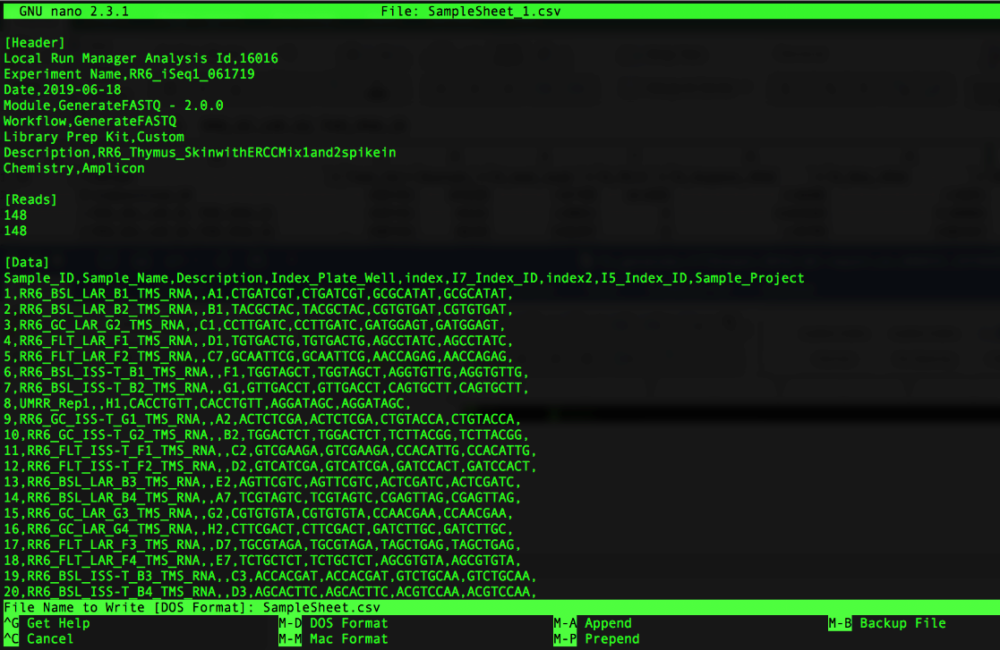 GNU nano 2.3.1 File: SampleSheet_1.csv
[Header]
Local Run Manager Analysis Id,16016
Experiment Name,RR6_iSeq1_061719
Date,2019-06-18
Module,GenerateFASTQ - 2.0.0
Workflow,GenerateFASTQ
Library Prep Kit,Custom
Description,RR6_Thymus_SkinwithERCCMix1and2spikein
Chemistry,Amplicon
[Reads]
148
148
[Data]
Sample_ID,Sample_Name,Description,Index_Plate_Well,index,I7_Index_ID,index2,I5_Index_ID,Sample_Project
1,RR6_BSL_LAR_B1_TMS_RNA,,A1,CTGATCGT,CTGATCGT,GCGCATAT,GCGCATAT,
2,RR6_BSL_LAR_B2_TMS_RNA,,B1,TACGCTAC,TACGCTAC,CGTGTGAT,CGTGTGAT,
3,RR6_GC_LAR_G2_TMS_RNA,,C1,CCTTGATC,CCTTGATC,GATGGAGT,GATGGAGT,
4,RR6_FLT_LAR_F1_TMS_RNA,,D1,TGTGACTG,TGTGACTG,AGCCTATC,AGCCTATC,
5,RR6_FLT_LAR_F2_TMS_RNA,,C7,GCAATTCG,GCAATTCG,AACCAGAG,AACCAGAG,
6,RR6_BSL_ISS-T_B1_TMS_RNA,,F1,TGGTAGCT,TGGTAGCT,AGGTGTTG,AGGTGTTG,
7,RR6_BSL_ISS-T_B2_TMS_RNA,,G1,GTTGACCT,GTTGACCT,CAGTGCTT,CAGTGCTT,
8,UMRR_Rep1,,H1,CACCTGTT,CACCTGTT,AGGATAGC,AGGATAGC,
9,RR6_GC_ISS-T_G1_TMS_RNA,,A2,ACTCTCGA,ACTCTCGA,CTGTACCA,CTGTACCA,
10,RR6_GC_ISS-T_G2_TMS_RNA,,B2,TGGACTCT,TGGACTCT,TCTTACGG,TCTTACGG,
11,RR6_FLT_ISS-T_F1_TMS_RNA,,C2,GTCGAAGA,GTCGAAGA,CCACATTG,CCACATTG,
12,RR6_FLT_ISS-T_F2_TMS_RNA,,D2,GTCATCGA,GTCATCGA,GATCCACT,GATCCACT,
13,RR6_BSL_LAR_B3_TMS_RNA,,E2,AGTTCGTC,AGTTCGTC,ACTCGATC,ACTCGATC,
14,RR6_BSL_LAR_B4_TMS_RNA,,A7,TCGTAGTC,TCGTAGTC,CGAGTTAG,CGAGTTAG,
15,RR6_GC_LAR_G3_TMS_RNA,,G2,CGTGTGTA,CGTGTGTA,CCAACGAA,CCAACGAA,
16,RR6_GC_LAR_G4_TMS_RNA,,H2,CTTCGACT,CTTCGACT,GATCTTGC,GATCTTGC,
17,RR6_FLT_LAR_F3_TMS_RNA,,D7,TGCGTAGA,TGCGTAGA,TAGCTGAG,TAGCTGAG,
18,RR6_FLT_LAR_F4_TMS_RNA,,E7,TCTGCTCT,TCTGCTCT,AGCGTGTA,AGCGTGTA,
19,RR6_BSL_ISS-T_B3_TMS_RNA,,C3,ACCACGAT,ACCACGAT,GTCTGCAA,GTCTGCAA,
20,RR6_BSL_ISS-T_B4_TMS_RNA,,D3,AGCACTTC,AGCACTTC,ACGTCCAA,ACGTCCAA,
File Name to Write [DOS Format]: SampleSheet.csv
^G Get Help M-D DOS Format M-A Append M-B Backup File
^C Cancel M-M Mac Format M-P Prepend